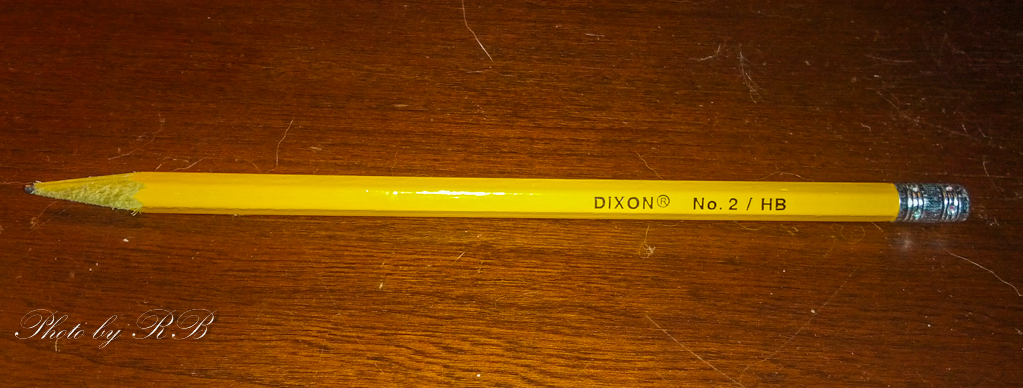 DIXON® No. 2 / HB
Photo by RB